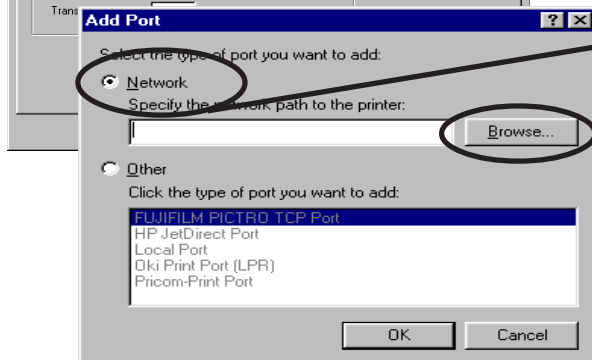 Trans
Add Port
Select the type of port you want to add:
Network
Specify the network path to the printer:
Browse...
Other
Click the type of port you want to add:
FUJIFILM PICTRO TCP Port
HP JetDirect Port
Local Port
Oki Print Port (LPR)
Pricom-Print Port
OK
Cancel